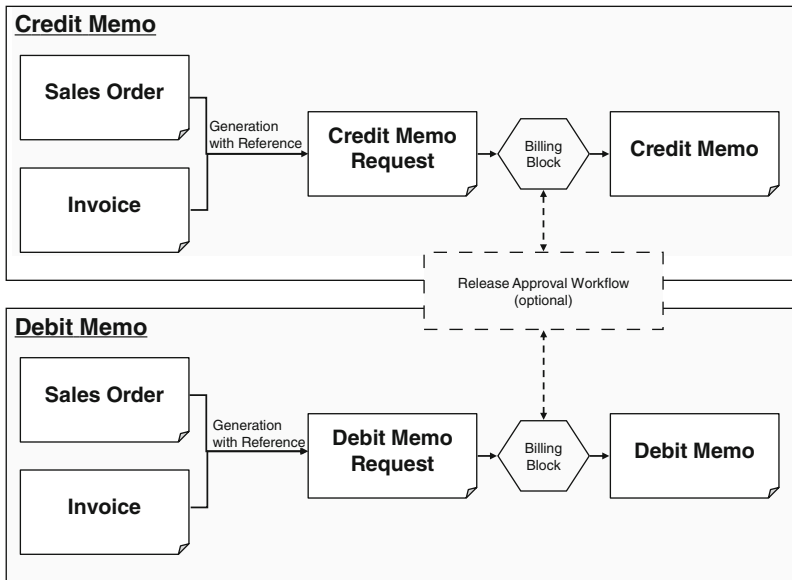 Credit Memo
Sales Order
Generation
with Reference
Invoice
Credit Memo
Request
Billing
Block
Credit Memo
Release Approval Workflow
(optional)
Debit Memo
Sales Order
Generation
with Reference
Invoice
Debit Memo
Request
Billing
Block
Debit Memo